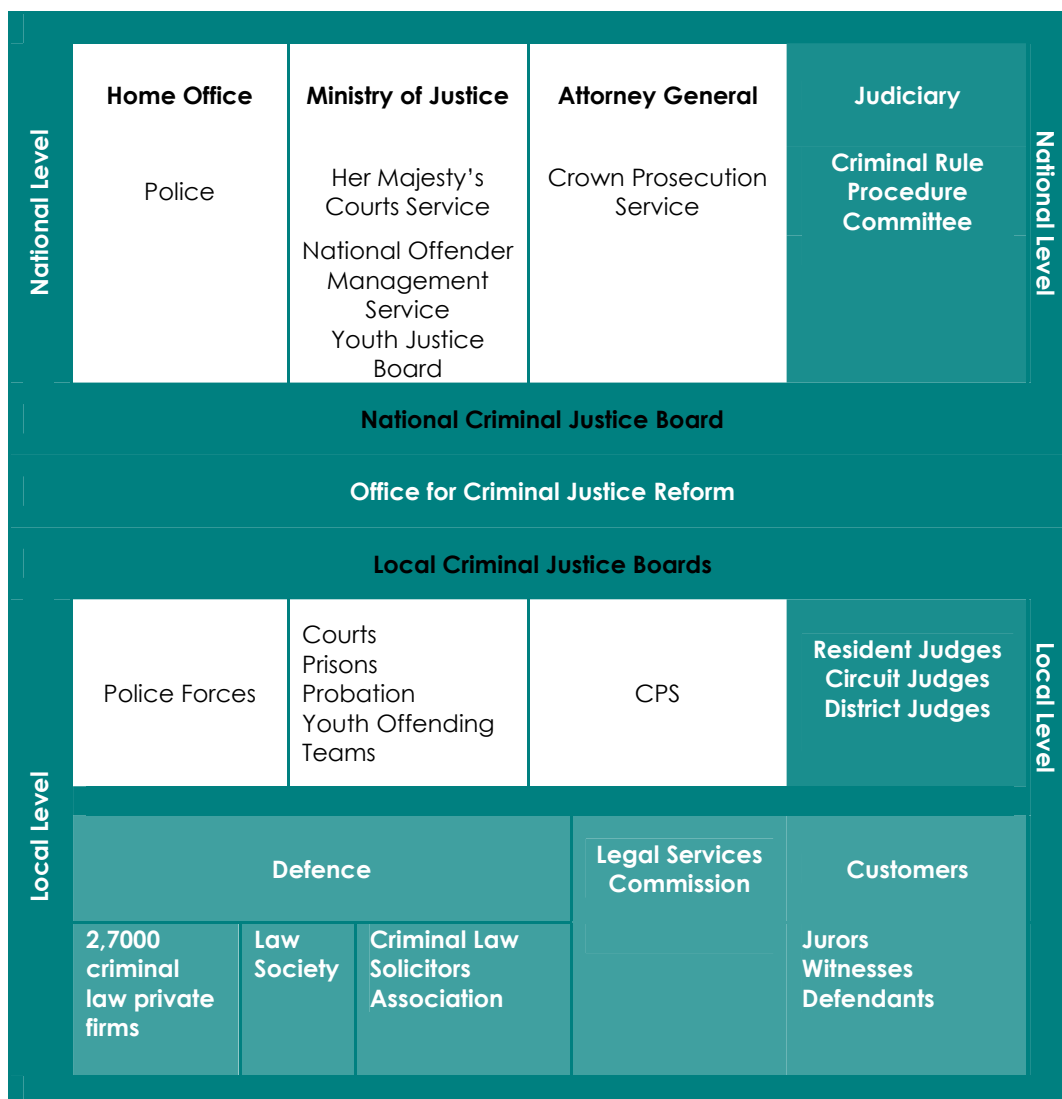 National Level
Home Office
Police
Ministry of Justice
Her Majesty’s
Courts Service
National Offender
Management
Service
Youth Justice
Board
Attorney General
Crown Prosecution
Service
Judiciary
Criminal Rule
Procedure
Committee
National Level
National Criminal Justice Board
Office for Criminal Justice Reform
Local Criminal Justice Boards
Local Level
Police Forces
Courts
Prisons
Probation
Youth Offending
Teams
CPS
Resident Judges
Circuit Judges
District Judges
Local Level
Defence
Legal Services
Commission
Customers
2,7000
criminal
law private
firms
Law
Society
Criminal Law
Solicitors
Association
Jurors
Witnesses
Defendants